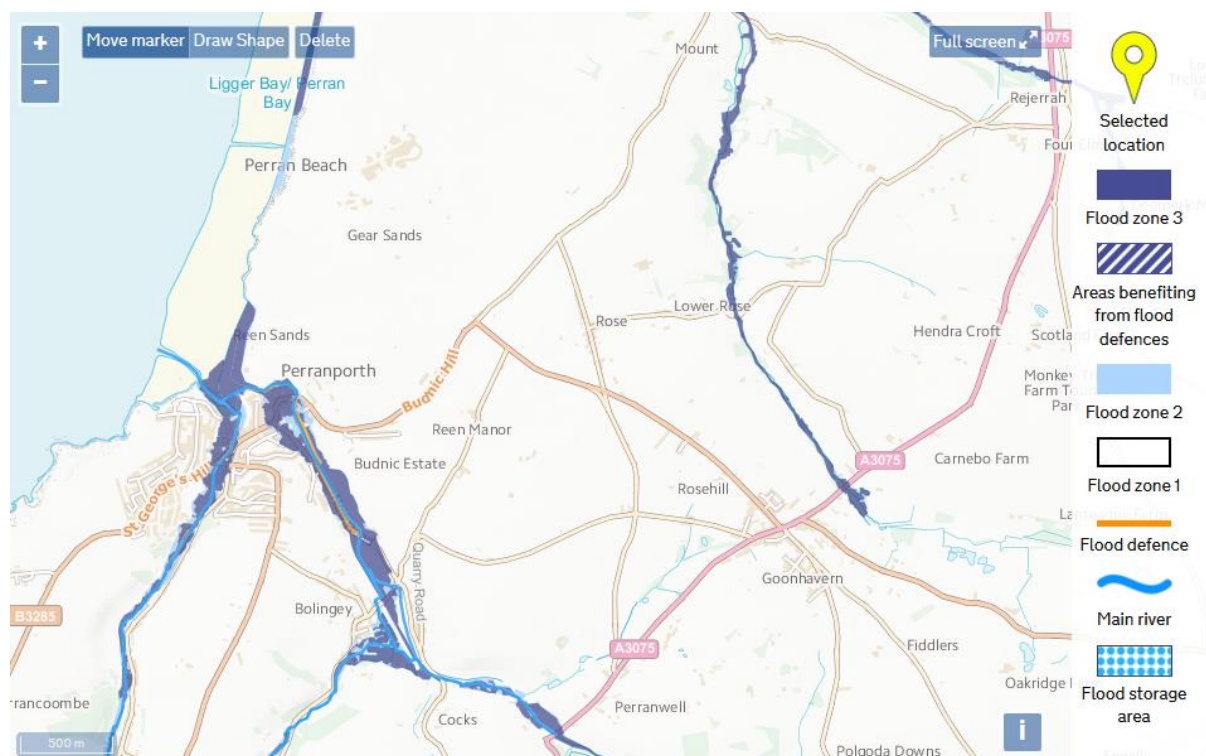 +
−
Move marker
Draw Shape
Delete
Full screen
3075
Mount
Ligger Bay/ Perran
Bay
Rejerrah
Perran Beach
Gear Sands
Lower Rose
Rose
Hendra Croft
Reen Sands
Perranporth
Budnic Hill
Reen Manor
Budnic Estate
A3075
Carnebo Farm
St George's Hill
Rosehill
Quarry Road
Goonhavern
Bolingey
B3285
A3075
Fiddlers
rrancoombe
Cocks
Perranwell
Polgoda Downs
500 m
i
Selected
location
Flood zone 3
Areas benefiting
from flood
defences
Flood zone 2
Flood zone 1
Flood defence
Main river
Flood storage
area